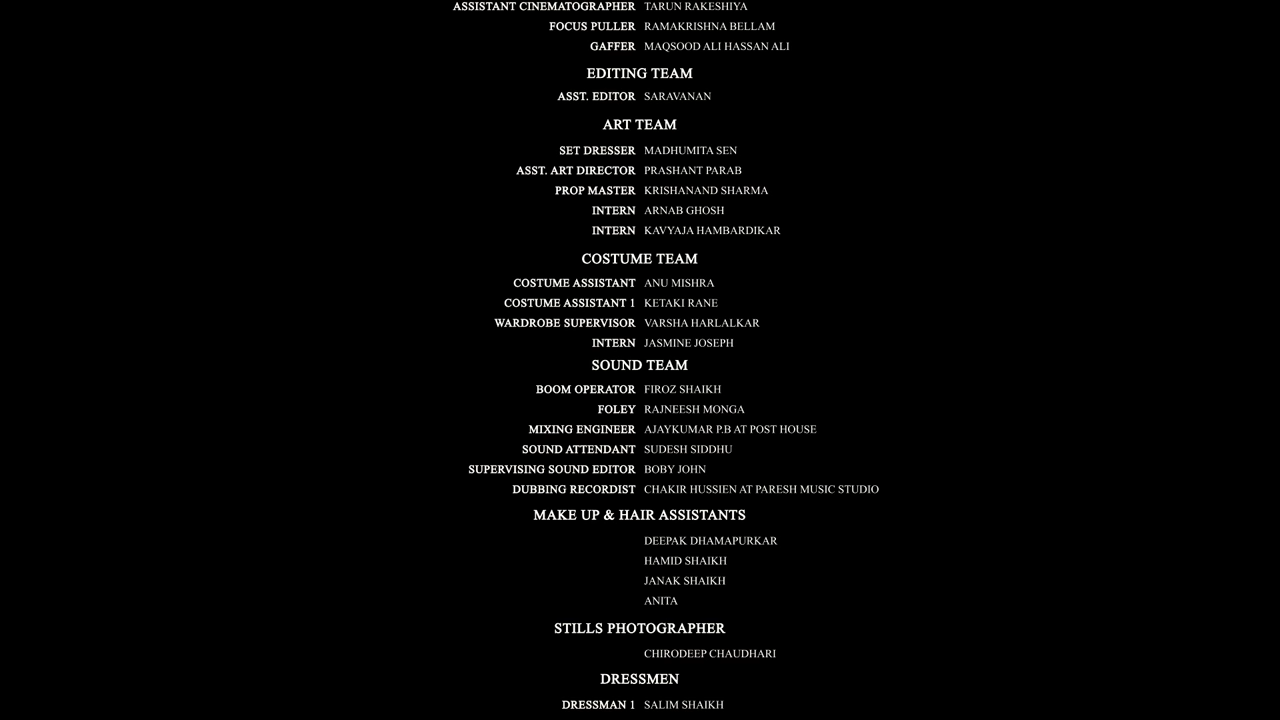 ASSISTANT CINEMATOGRAPHER TARUN RAKESHIYA
FOCUS PULLER RAMAKRISHNA BELLAM
GAFFER MAQSOOD ALI HASSAN ALI
EDITING TEAM
ASST. EDITOR SARAVANAN
ART TEAM
SET DRESSER MADHUMITA SEN
ASST. ART DIRECTOR PRASHANT PARAB
PROP MASTER KRISHANAND SHARMA
INTERN ARNAB GHOSH
INTERN KAVYAJA HAMBARDIKAR
COSTUME TEAM
COSTUME ASSISTANT ANU MISHRA
COSTUME ASSISTANT 1 KETAKI RANE
WARDROBE SUPERVISOR VARSHA HARLALKAR
INTERN JASMINE JOSEPH
SOUND TEAM
BOOM OPERATOR FIROZ SHAIKH
FOLEY RAJNEESH MONGA
MIXING ENGINEER AJAYKUMAR P.B AT POST HOUSE
SOUND ATTENDANT SUDESH SIDDHU
SUPERVISING SOUND EDITOR BOBY JOHN
DUBBING RECORDIST CHAKIR HUSSIEN AT PARESH MUSIC STUDIO
MAKE UP & HAIR ASSISTANTS
DEEPAK DHAMAPURKAR
HAMID SHAIKH
JANAK SHAIKH
ANITA
STILLS PHOTOGRAPHER
CHIRODEEP CHAUDHARI
DRESSMEN
DRESSMAN 1 SALIM SHAIKH